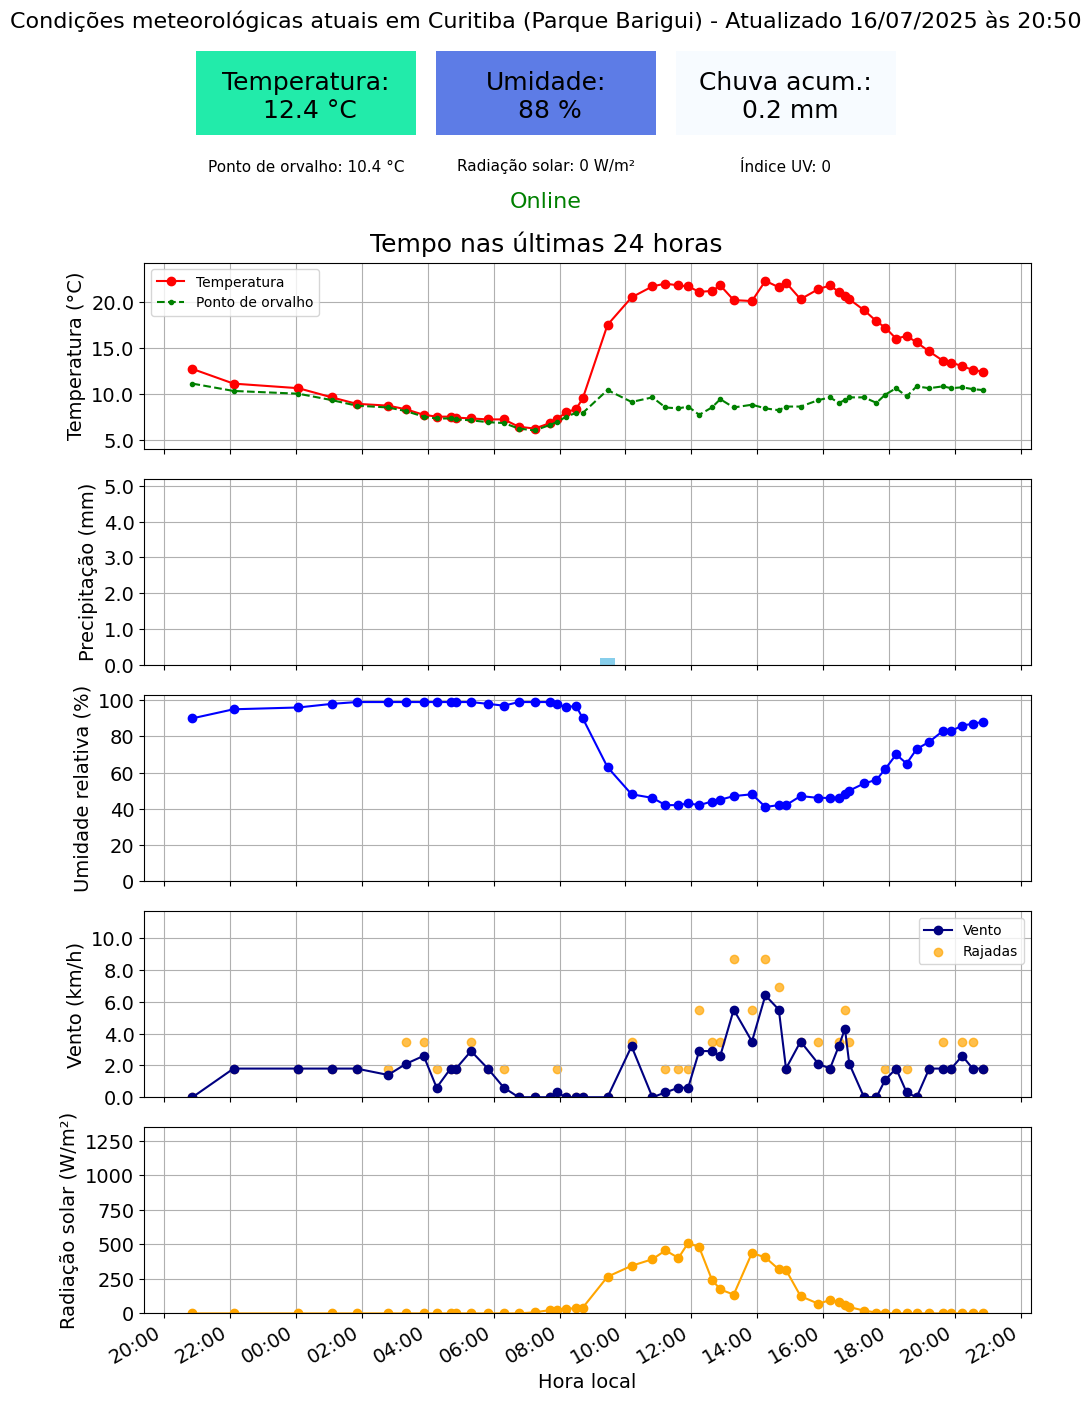 Condições meteorológicas atuais em Curitiba (Parque Barigui) - Atualizado 16/07/2025 às 20:50
Temperatura:
12.4 °C
Umidade:
88 %
Chuva acum.:
0.2 mm
Ponto de orvalho: 10.4 °C
Radiação solar: 0 W/m²
Índice UV: 0
Online
Tempo nas últimas 24 horas
Temperatura (°C)
20.0
15.0
10.0
5.0
Temperatura
Ponto de orvalho
Precipitação (mm)
5.0
4.0
3.0
2.0
1.0
0.0
Umidade relativa (%)
100
80
60
40
20
0
Vento (km/h)
10.0
8.0
6.0
4.0
2.0
0.0
Vento
Rajadas
Radiação solar (W/m²)
1250
1000
750
500
250
0
20:00
22:00
00:00
02:00
04:00
06:00
08:00
10:00
12:00
14:00
16:00
18:00
20:00
22:00
Hora local